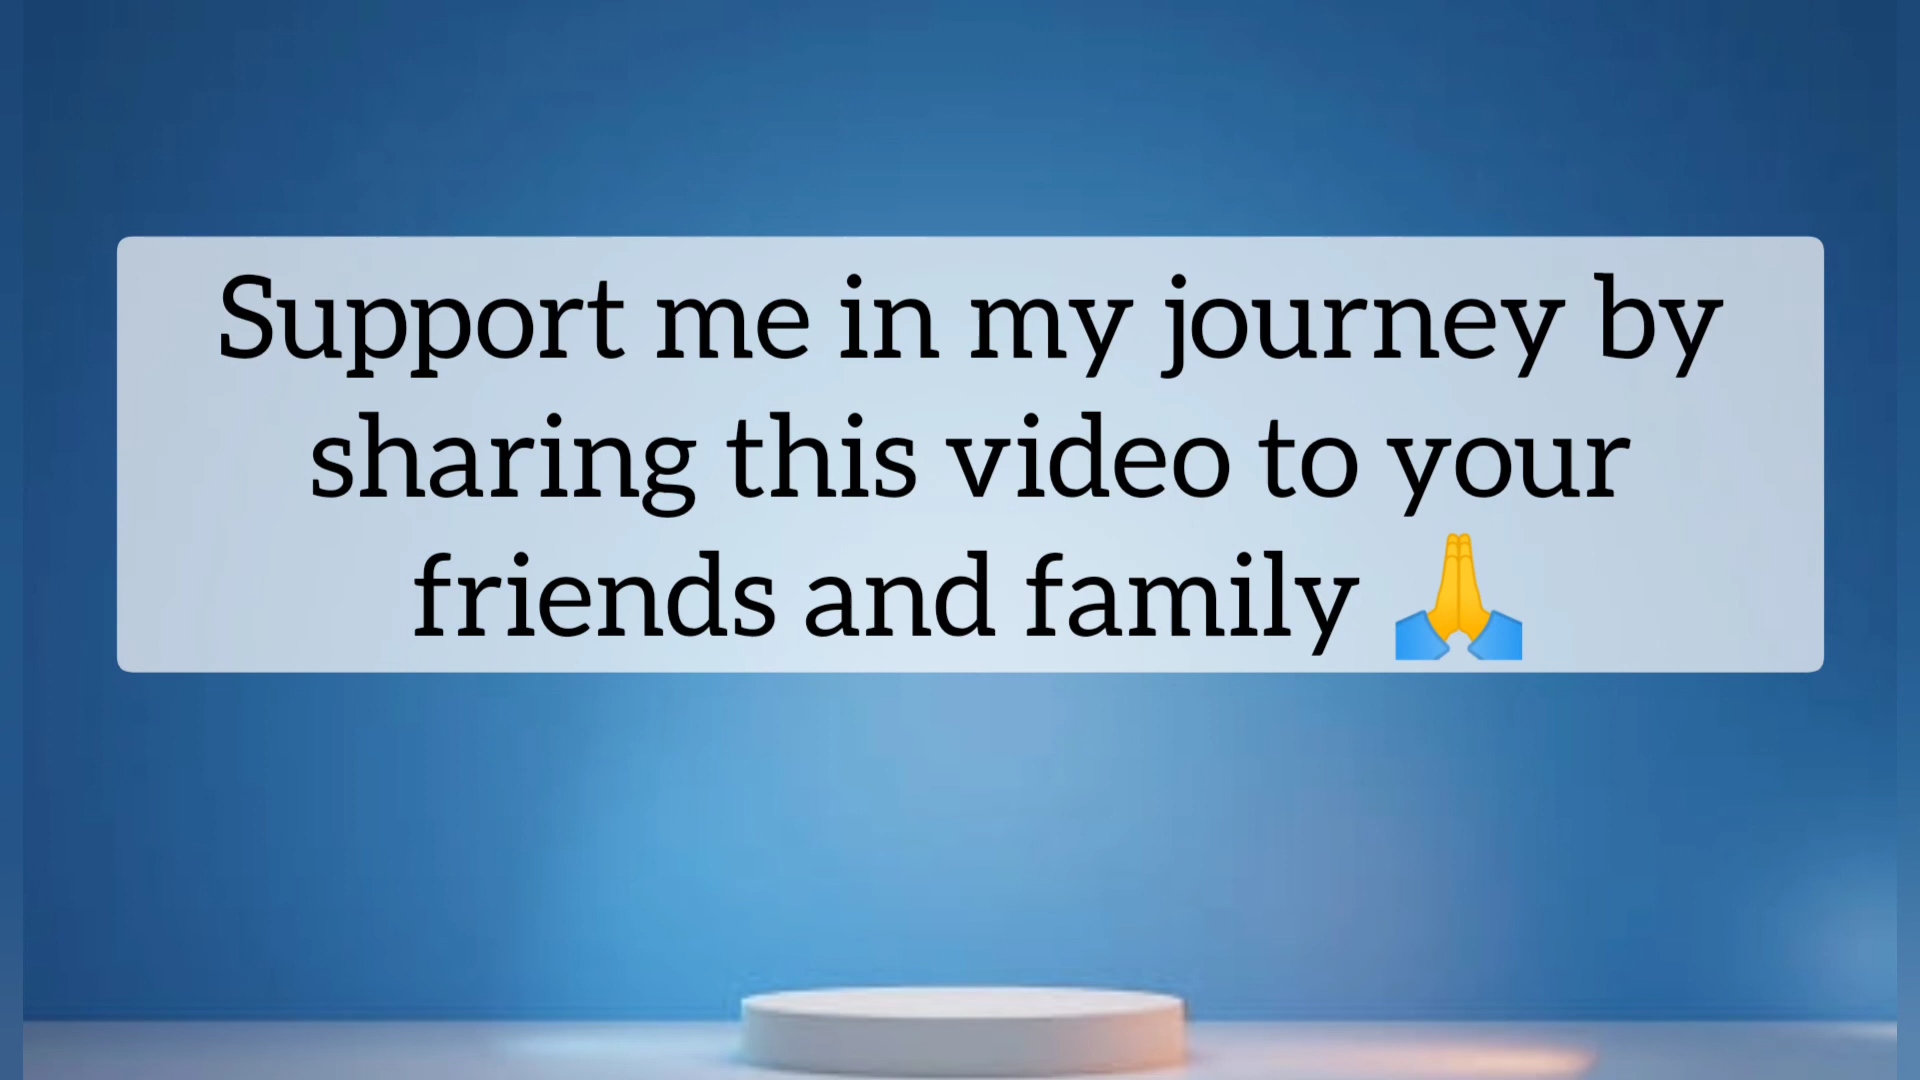 Support me in my journey by
sharing this video to your
friends and family 🙏